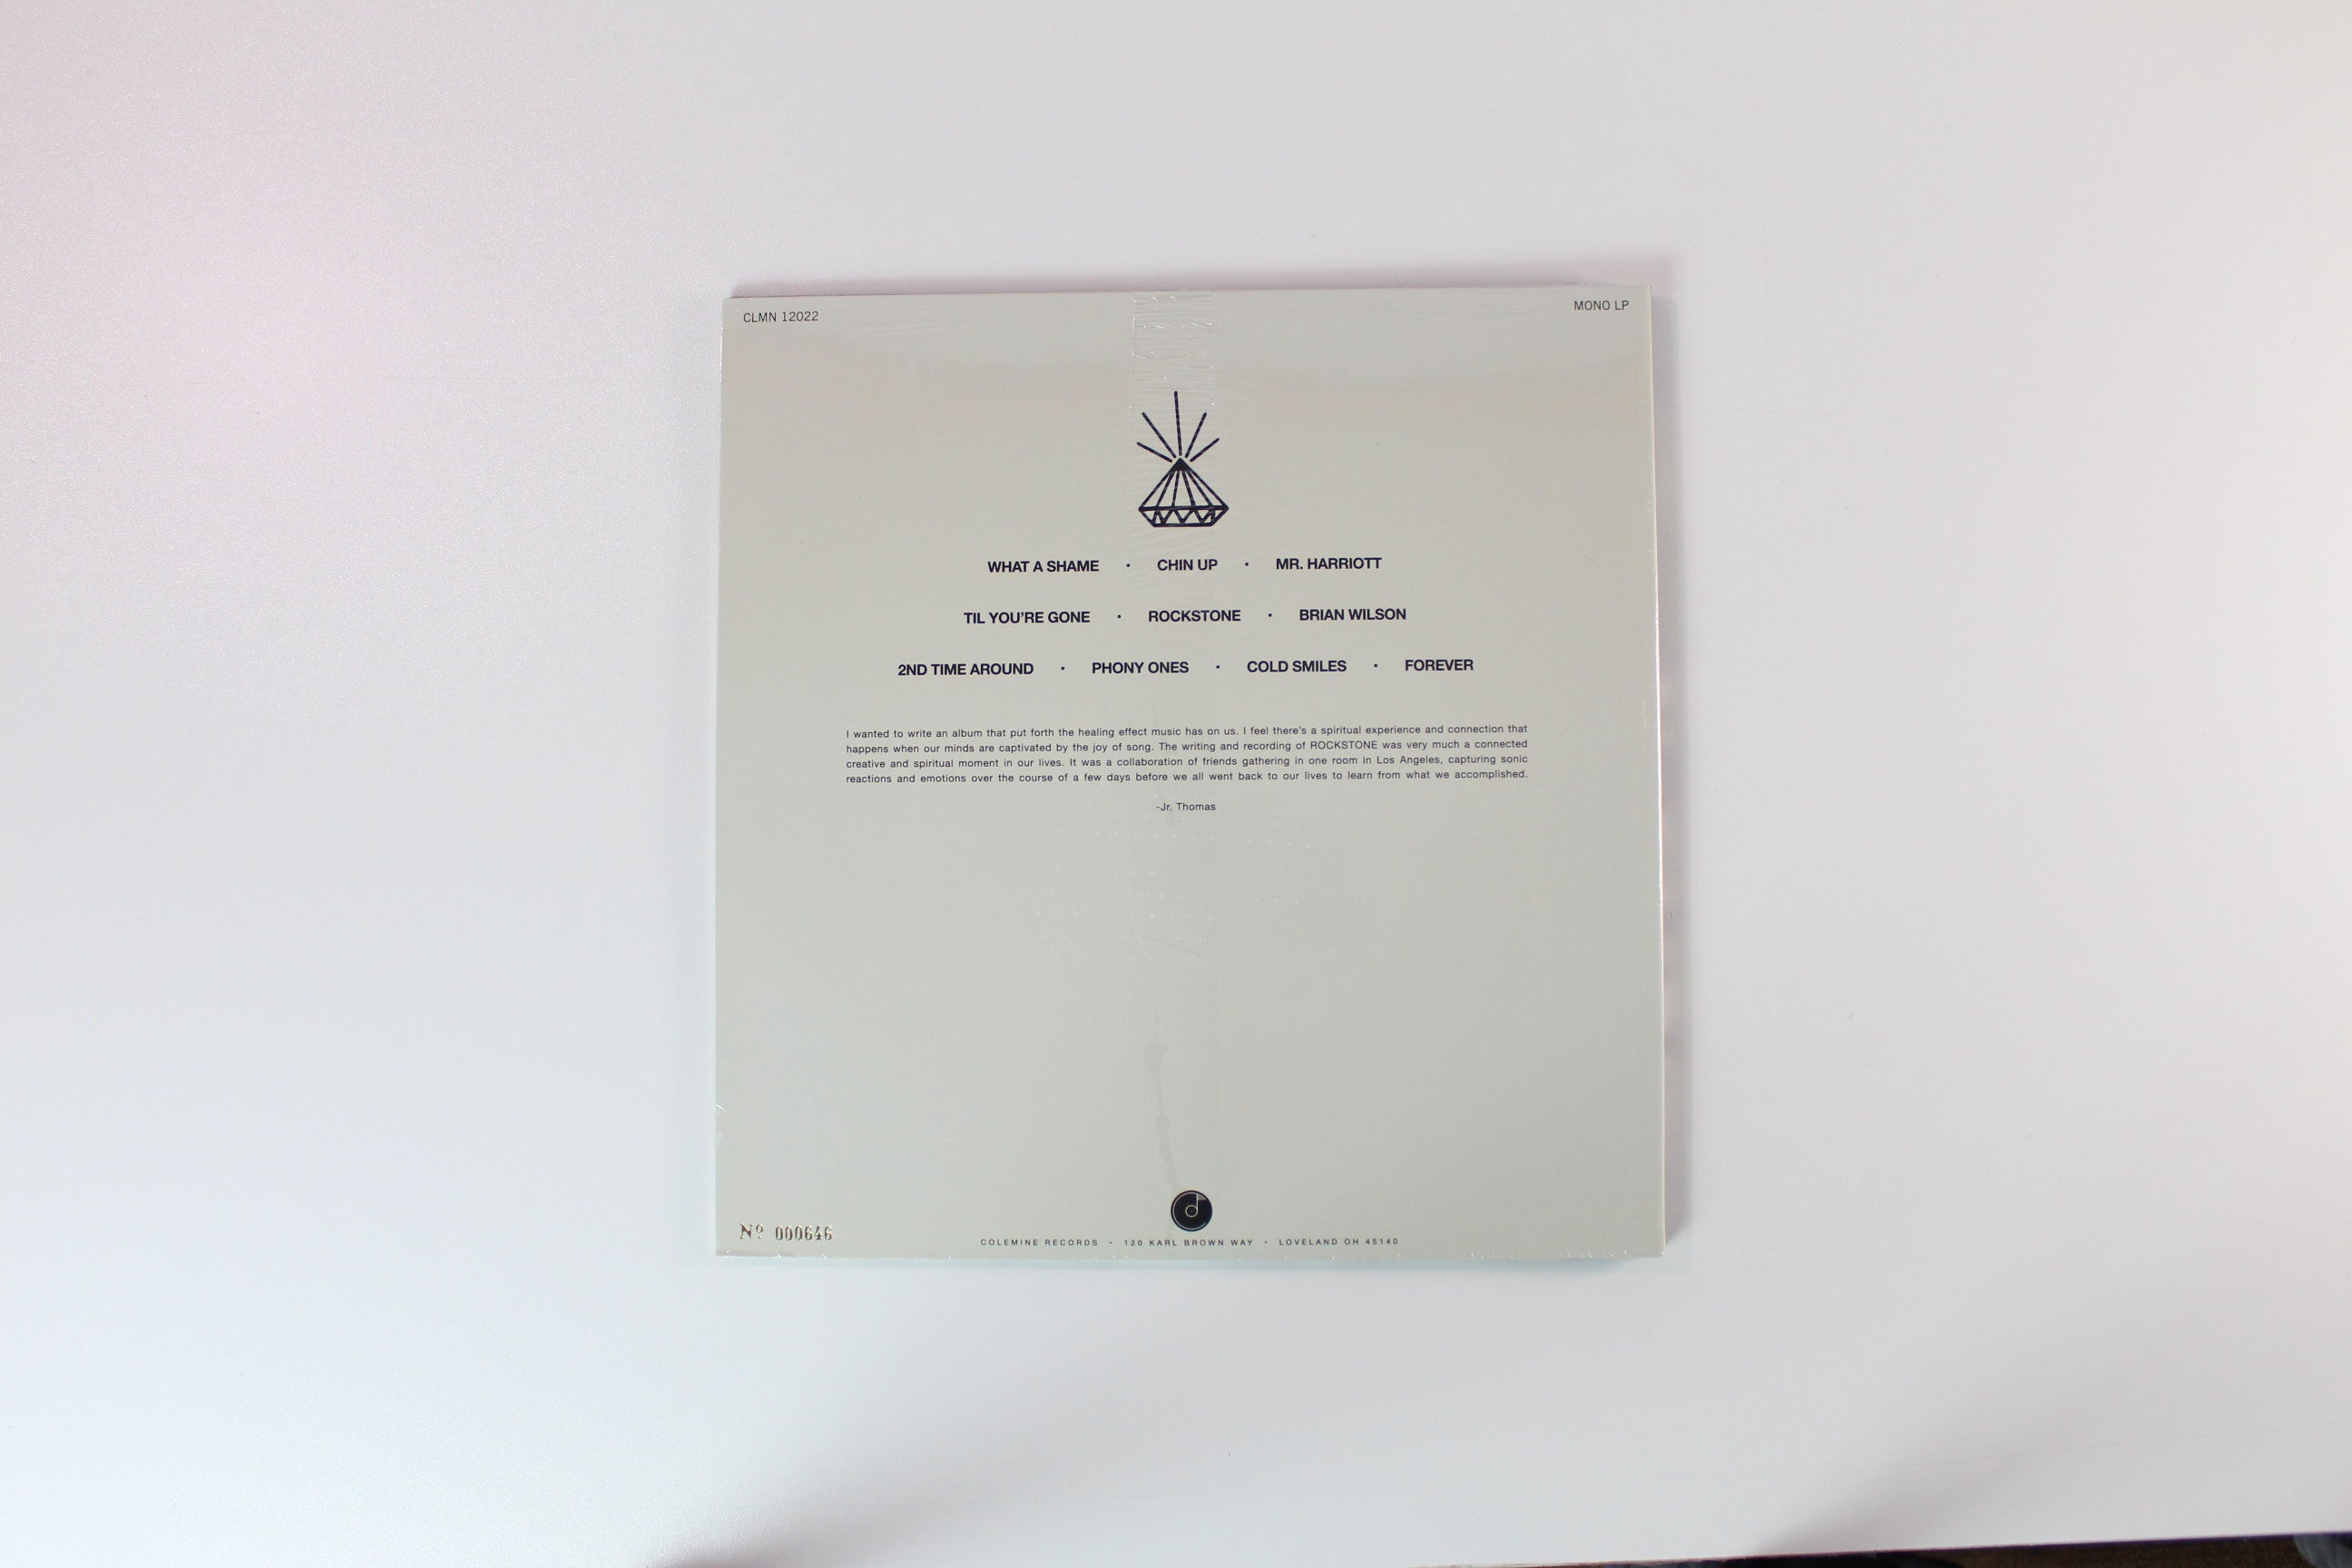 CLMN 12022
MONO LP
WHAT A SHAME • CHIN UP • MR. HARRIOTT
TIL YOU'RE GONE • ROCKSTONE • BRIAN WILSON
2ND TIME AROUND • PHONY ONES • COLD SMILES • FOREVER
I wanted to write an album that put forth the healing effect music has on us. I feel there's a spiritual experience and connection that
happens when our minds are captivated by the joy of song. The writing and recording of ROCKSTONE was very much a connected
creative and spiritual moment in our lives. It was a collaboration of friends gathering in one room in Los Angeles, capturing sonic
reactions and emotions over the course of a few days before we all went back to our lives to learn from what we accomplished.
-Jr. Thomas
Nº 000646
COLEMINE RECORDS • 120 KARL BROWN WAY • LOVELAND OH 45140